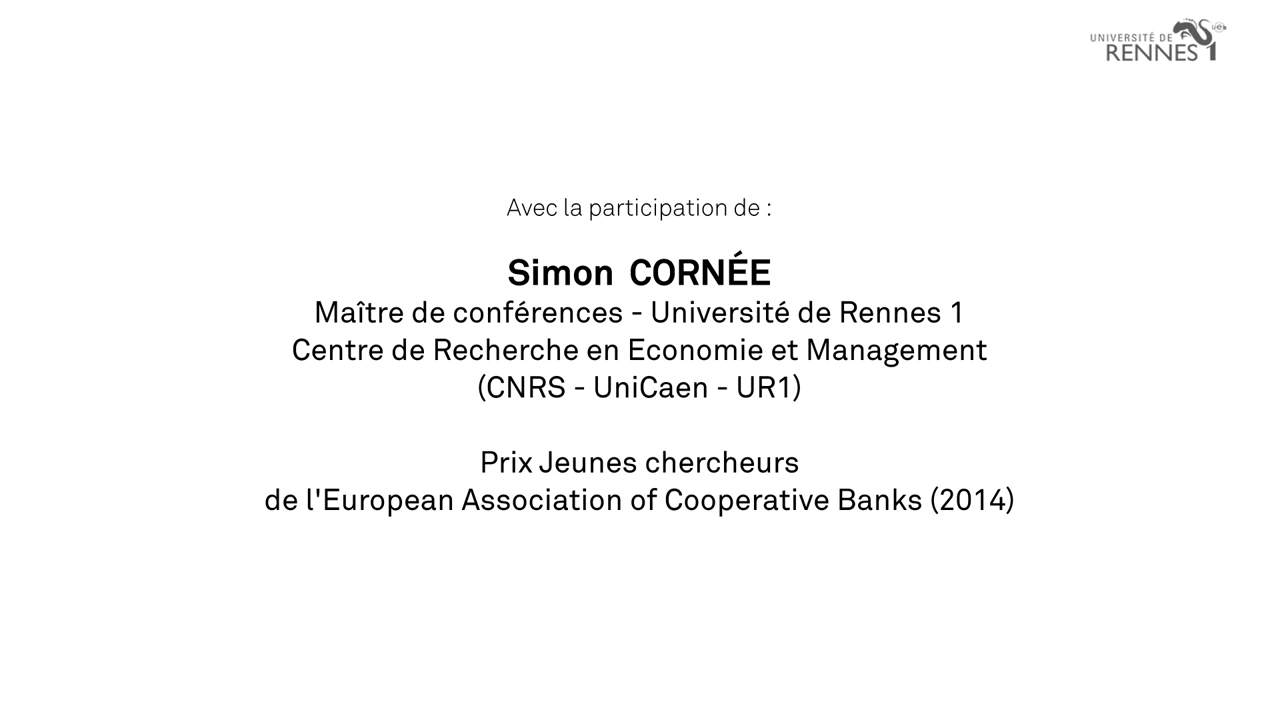 UNIVERSITÉ DE
RENNES 1
ueb
Avec la participation de :
Simon CORNÉE
Maître de conférences - Université de Rennes 1
Centre de Recherche en Economie et Management
(CNRS - UniCaen - UR1)
Prix Jeunes chercheurs
de l'European Association of Cooperative Banks (2014)